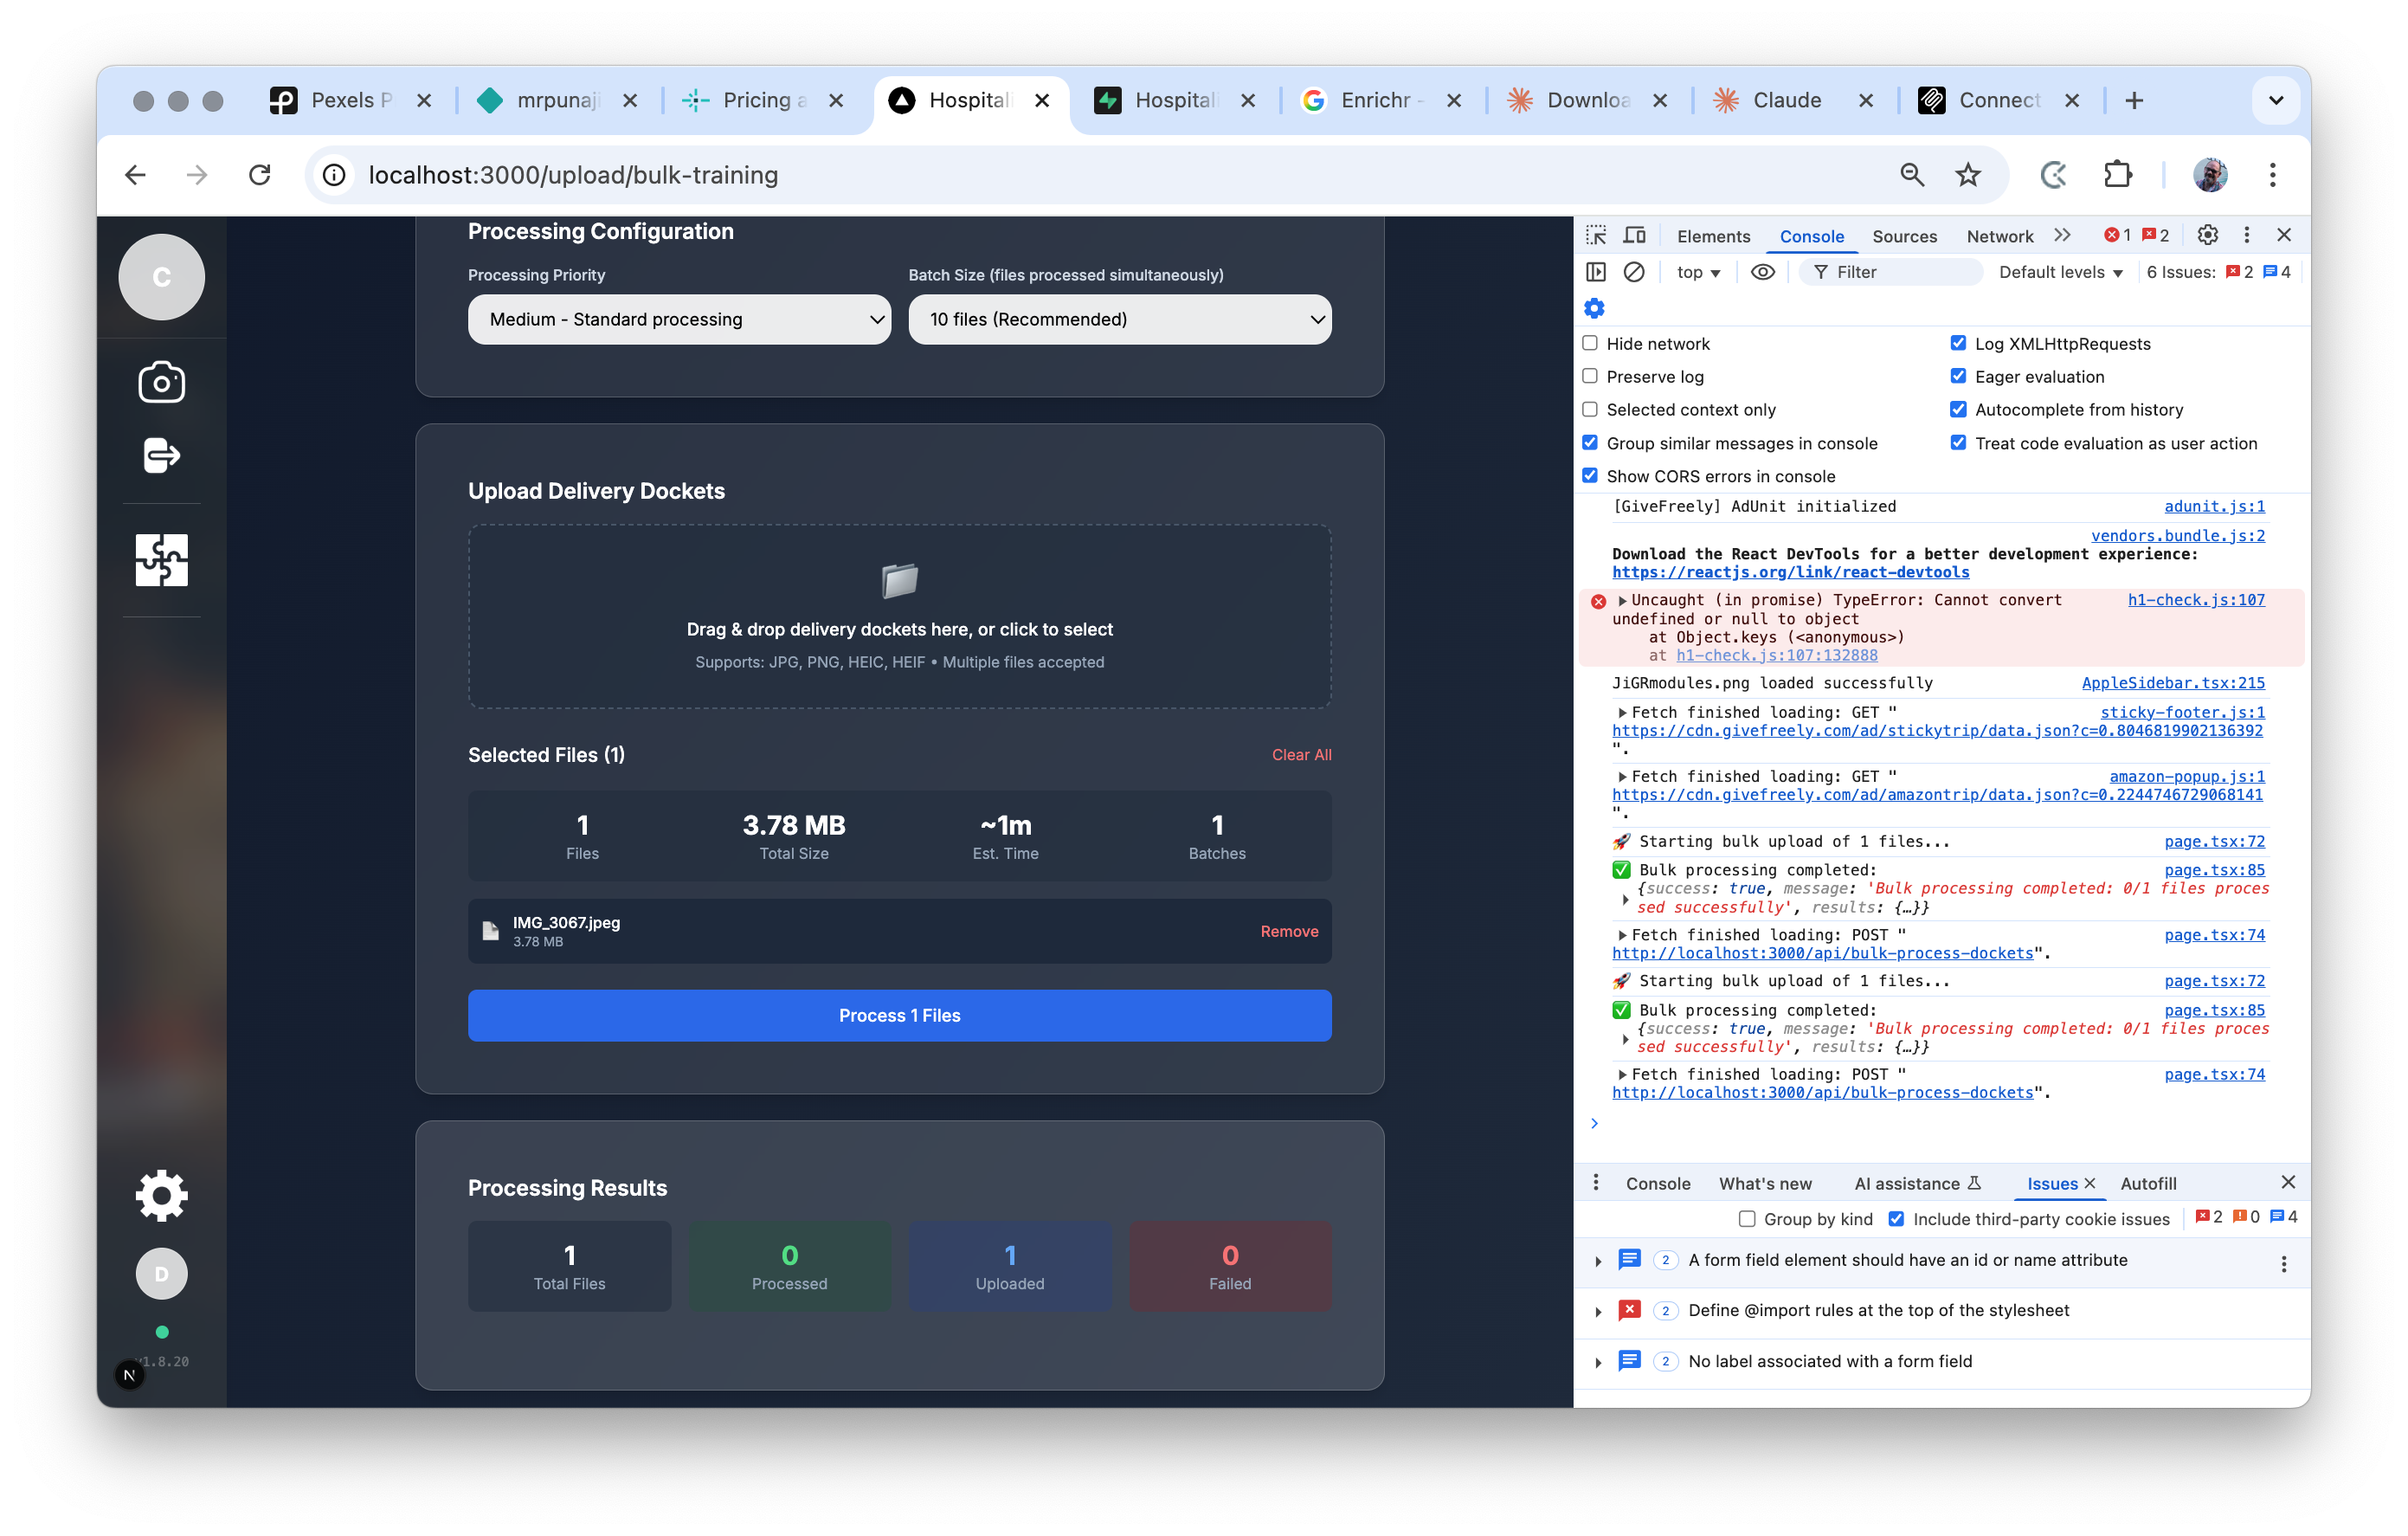 Pexels P
mrpunaji
Pricing a
Hospitali
Hospitali
Enrichr -
Downloa
Claude
Connect
localhost:3000/upload/bulk-training
C
D
v1.8.20
N
Processing Configuration
Processing Priority
Batch Size (files processed simultaneously)
Medium - Standard processing
10 files (Recommended)
Upload Delivery Dockets
Drag & drop delivery dockets here, or click to select
Supports: JPG, PNG, HEIC, HEIF • Multiple files accepted
Selected Files (1)
Clear All
1
Files
3.78 MB
Total Size
~1m
Est. Time
1
Batches
IMG_3067.jpeg
3.78 MB
Remove
Process 1 Files
Processing Results
1
Total Files
0
Processed
1
Uploaded
0
Failed
Elements
Console
Sources
Network
1
2
top
Filter
Default levels
6 Issues:
2
4
Hide network
Log XMLHttpRequests
Preserve log
Eager evaluation
Selected context only
Autocomplete from history
Group similar messages in console
Treat code evaluation as user action
Show CORS errors in console
[GiveFreely] AdUnit initialized
adunit.js:1
vendors.bundle.js:2
Download the React DevTools for a better development experience:
https://reactjs.org/link/react-devtools
Uncaught (in promise) TypeError: Cannot convert
h1-check.js:107
undefined or null to object
at Object.keys (<anonymous>)
at h1-check.js:107:132888
JiGRmodules.png loaded successfully
AppleSidebar.tsx:215
Fetch finished loading: GET "
sticky-footer.js:1
https://cdn.givefreely.com/ad/stickytrip/data.json?c=0.8046819902136392
".
Fetch finished loading: GET "
amazon-popup.js:1
https://cdn.givefreely.com/ad/amazontrip/data.json?c=0.2244746729068141
".
🚀 Starting bulk upload of 1 files...
page.tsx:72
✅ Bulk processing completed:
page.tsx:85
{success: true, message: 'Bulk processing completed: 0/1 files proces
sed successfully', results: {…}}
Fetch finished loading: POST "
page.tsx:74
http://localhost:3000/api/bulk-process-dockets".
🚀 Starting bulk upload of 1 files...
page.tsx:72
✅ Bulk processing completed:
page.tsx:85
{success: true, message: 'Bulk processing completed: 0/1 files proces
sed successfully', results: {…}}
Fetch finished loading: POST "
page.tsx:74
http://localhost:3000/api/bulk-process-dockets".
Console
What's new
AI assistance
Issues
Autofill
Group by kind
Include third-party cookie issues
2
0
4
2
A form field element should have an id or name attribute
2
Define @import rules at the top of the stylesheet
2
No label associated with a form field